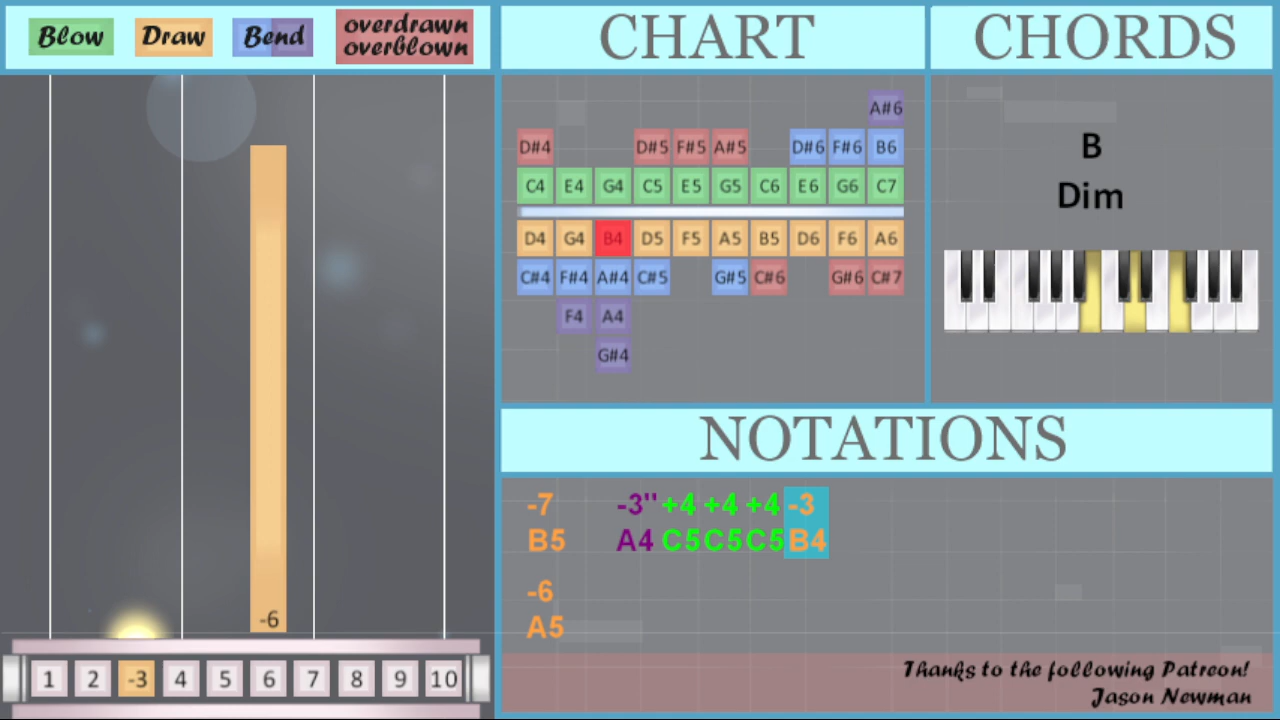 Blow Draw Bend overdrawn
overblown
CHART
CHORDS
A#6
D#4 D#5 F#5 A#5 D#6 F#6 B6
C4 E4 G4 C5 E5 G5 C6 E6 G6 C7
D4 G4 B4 D5 F5 A5 B5 D6 F6 A6
C#4 F#4 A#4 C#5 G#5 C#6 G#6 C#7
F4 A4
G#4
B
Dim
NOTATIONS
-7 -3" +4 +4 +4 -3
B5 A4 C5 C5 C5 B4
-6
A5
-6
1 2 -3 4 5 6 7 8 9 10
Thanks to the following Patreon!
Jason Newman